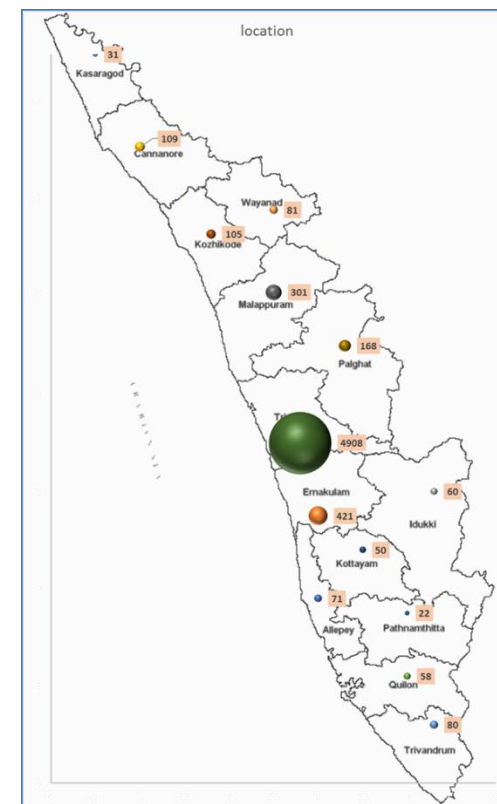 location
31
Kasaragod
109
Cannanore
Wayanad
81
105
Kozhikode
301
Malappuram
168
Palghat
4908
Ernakulam
60
421
Idukki
50
Kottayam
71
22
Allepey
Pathnamthitta
58
Quilon
80
Trivandrum